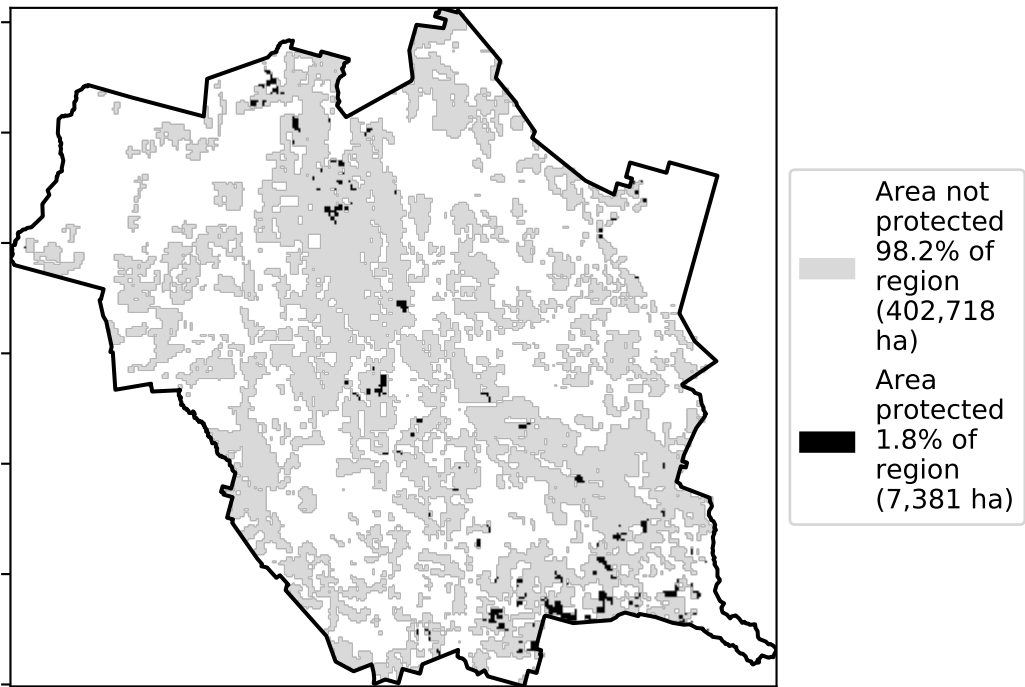 Area not
protected
98.2% of
region
(402,718
ha)
Area
protected
1.8% of
region
(7,381 ha)